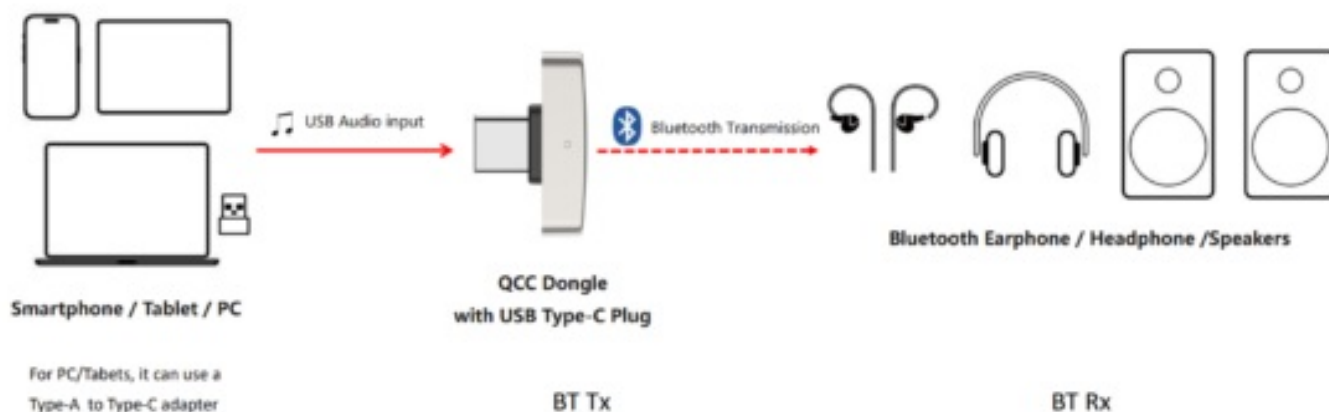 USB Audio input
Bluetooth Transmission
Bluetooth Earphone / Headphone /Speakers
QCC Dongle
with USB Type-C Plug
Smartphone / Tablet / PC
For PC/Tabets, it can use a
Type-A to Type-C adapter
BT Tx
BT Rx